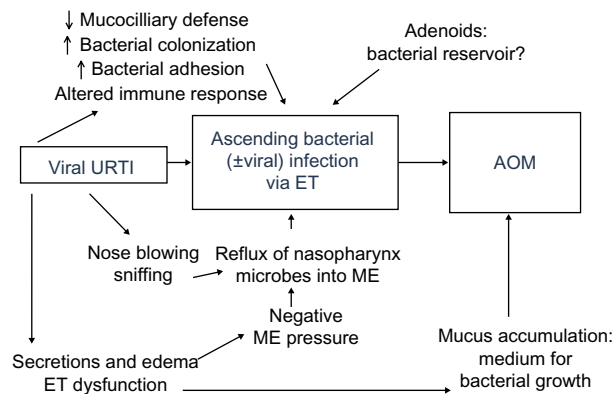 ↓ Mucocilliary defense
↑ Bacterial colonization
↑ Bacterial adhesion
Altered immune response
Adenoids:
bacterial reservoir?
Viral URTI
Ascending bacterial
(±viral) infection
via ET
AOM
Nose blowing
sniffing
Reflux of nasopharynx
microbes into ME
Negative
ME pressure
Secretions and edema
ET dysfunction
Mucus accumulation:
medium for
bacterial growth